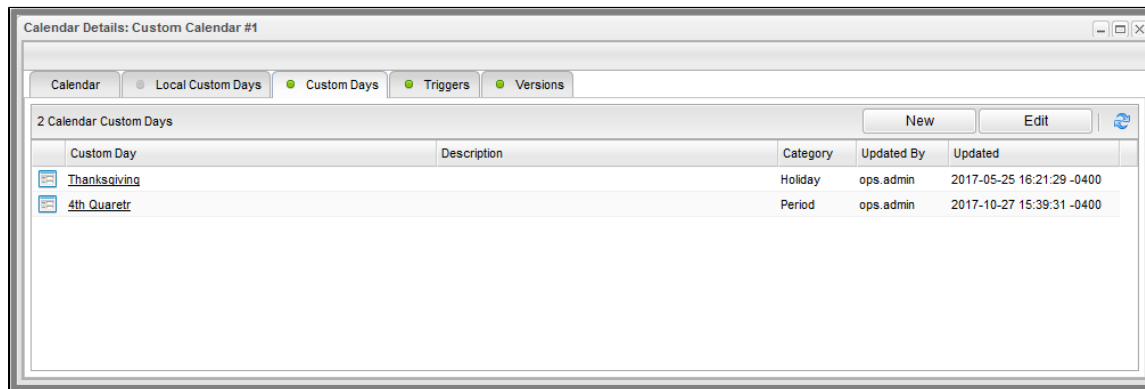 Calendar Details: Custom Calendar #1
Calendar Local Custom Days Custom Days Triggers Versions
2 Calendar Custom Days New Edit
Custom Day Description Category Updated By Updated
Thanksgiving Holiday ops.admin 2017-05-25 16:21:29 -0400
4th Quaretr Period ops.admin 2017-10-27 15:39:31 -0400